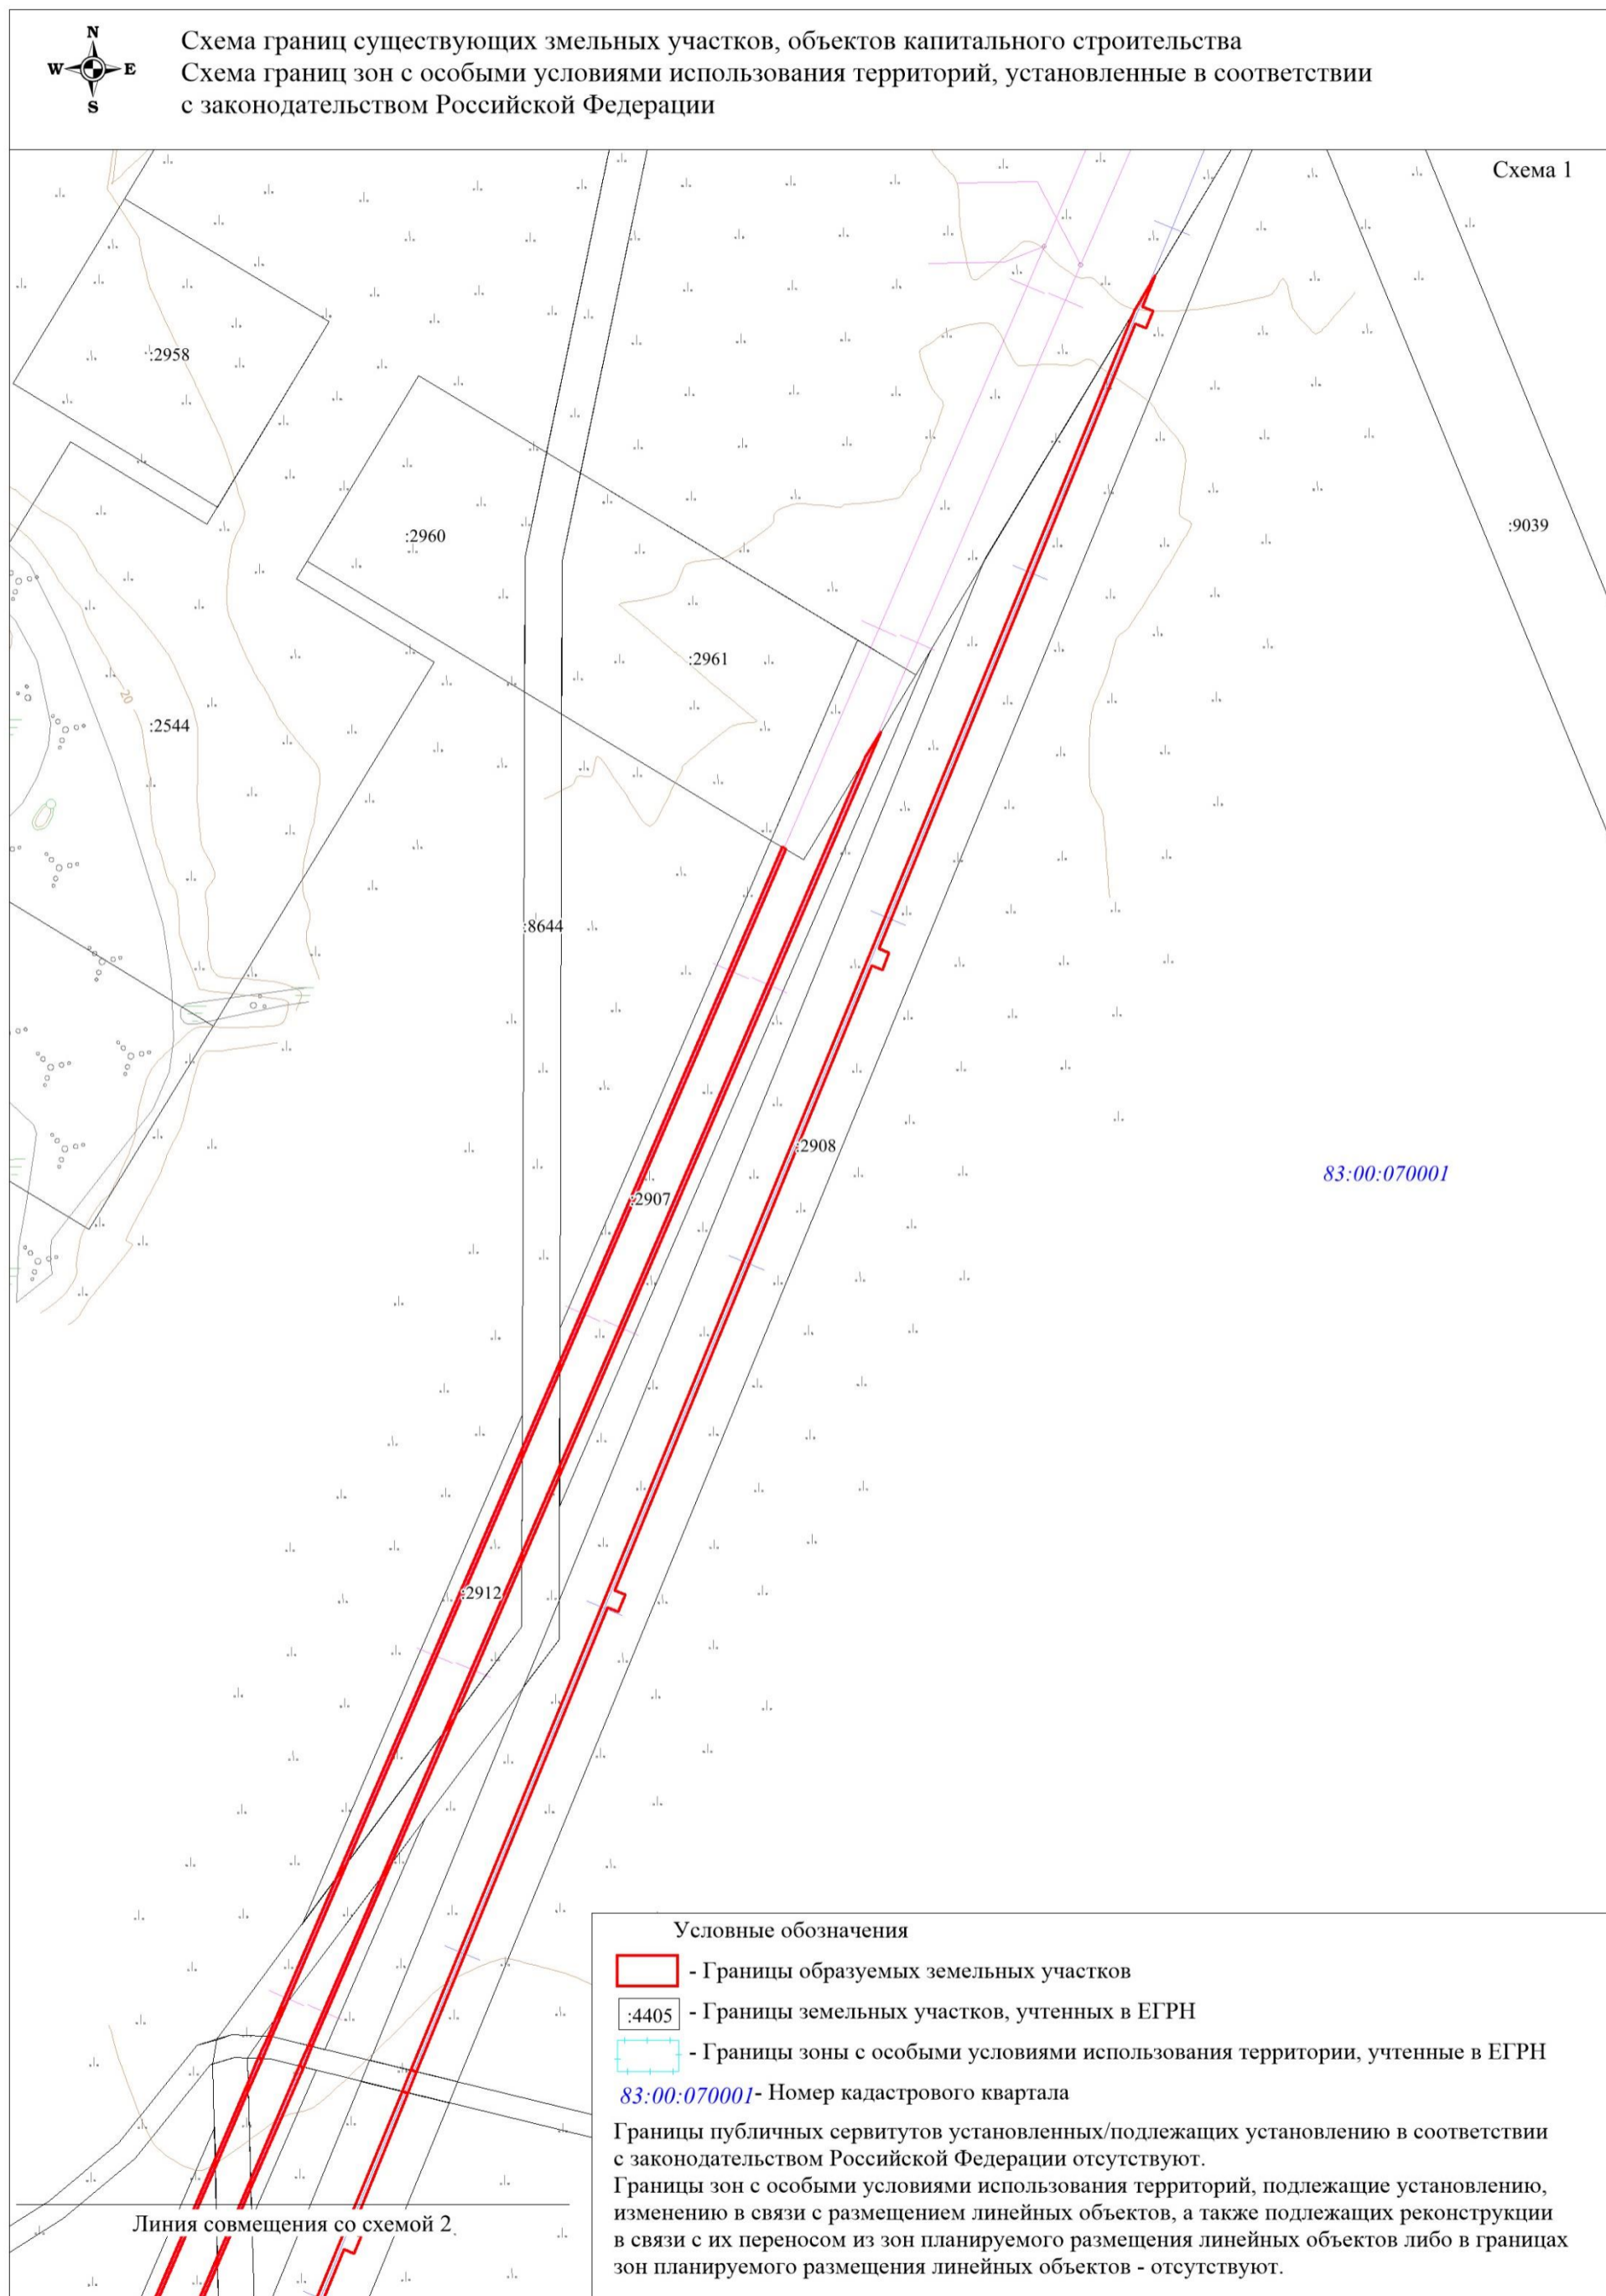 N
W E
S
Схема границ существующих змельных участков, объектов капитального строительства
Схема границ зон с особыми условиями использования территорий, установленные в соответствии
с законодательством Российской Федерации
Схема 1
:2958
:2960
:9039
:2961
20
:2544
:8644
:2908
83:00:070001
:2907
:2912
Условные обозначения
- Границы образуемых земельных участков
:4405 - Границы земельных участков, учтенных в ЕГРН
- Границы зоны с особыми условиями использования территории, учтенные в ЕГРН
83:00:070001- Номер кадастрового квартала
Границы публичных сервитутов установленных/подлежащих установлению в соответствии
с законодательством Российской Федерации отсутствуют.
Границы зон с особыми условиями использования территорий, подлежащие установлению,
изменению в связи с размещением линейных объектов, а также подлежащих реконструкции
в связи с их переносом из зон планируемого размещения линейных объектов либо в границах
зон планируемого размещения линейных объектов - отсутствуют.
Линия совмещения со схемой 2